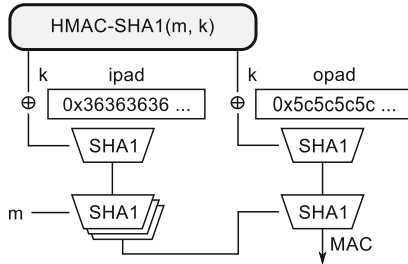 HMAC-SHA1(m, k)
k ipad k opad
⊕ 0x36363636 ... ⊕ 0x5c5c5c5c ...
SHA1 SHA1
m SHA1 SHA1
MAC